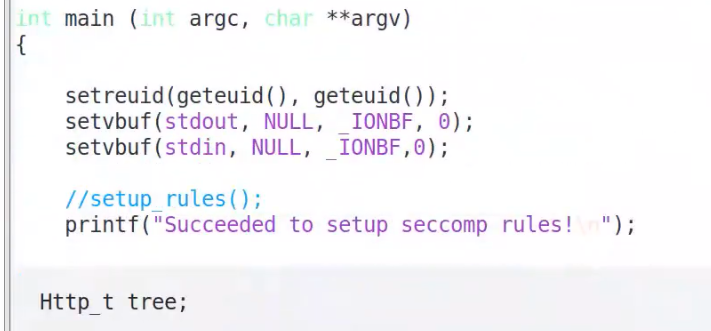 int main (int argc, char **argv)
{
setreuid(geteuid(), geteuid());
setvbuf(stdout, NULL, _IONBF, 0);
setvbuf(stdin, NULL, _IONBF,0);
//setup_rules();
printf("Succeeded to setup seccomp rules!\n");
Http_t tree;